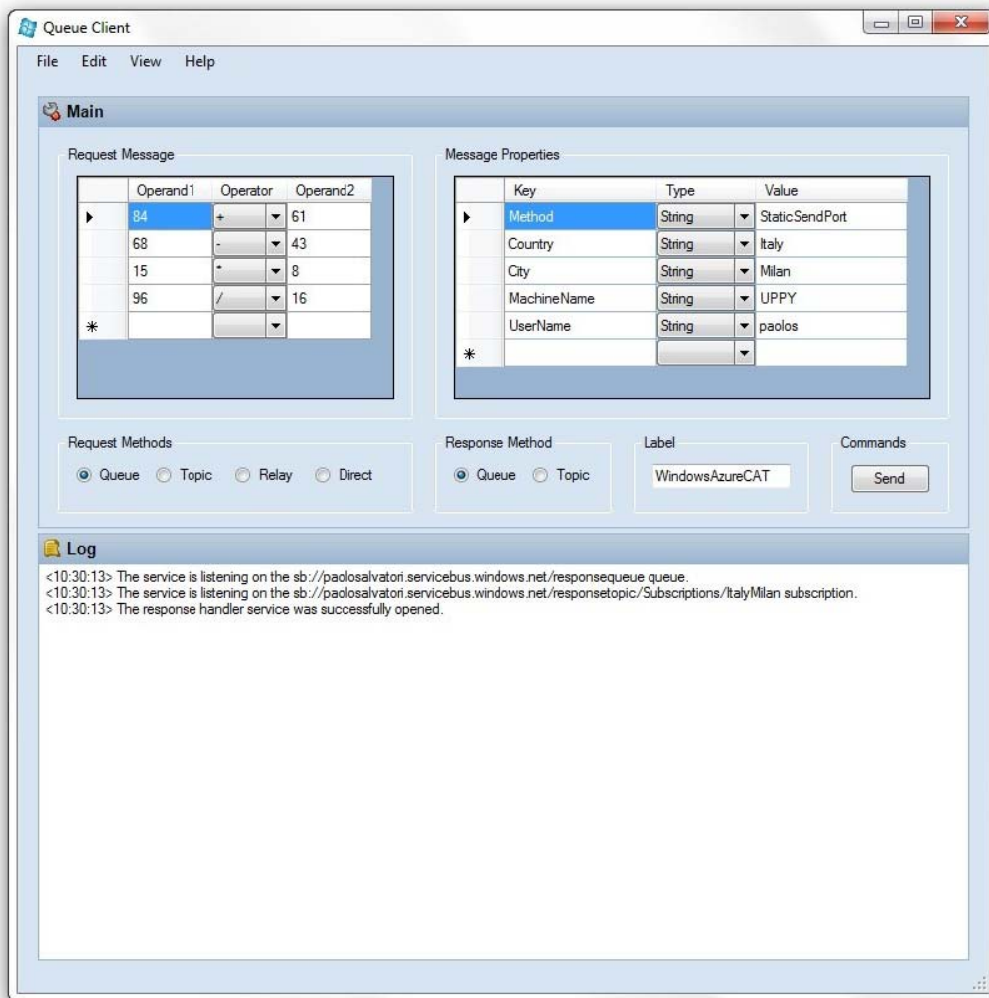 Queue Client
File Edit View Help
Main
Request Message
Operand1 Operator Operand2
84 + 61
68 - 43
15 * 8
96 / 16
*
Message Properties
Key Type Value
Method String StaticSendPort
Country String Italy
City String Milan
MachineName String UPPY
UserName String paolos
*
Request Methods
Queue Topic Relay Direct
Response Method
Queue Topic
Label
WindowsAzureCAT
Commands
Send
Log
<10:30:13> The service is listening on the sb://paolosalvatori.servicebus.windows.net/responsequeue queue.
<10:30:13> The service is listening on the sb://paolosalvatori.servicebus.windows.net/responsetopic/Subscriptions/ItalyMilan subscription.
<10:30:13> The response handler service was successfully opened.